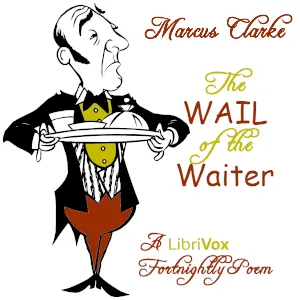 Marcus Clarke
The
WAIL
of the
Waiter
A LibriVox
Fortnightly Poem